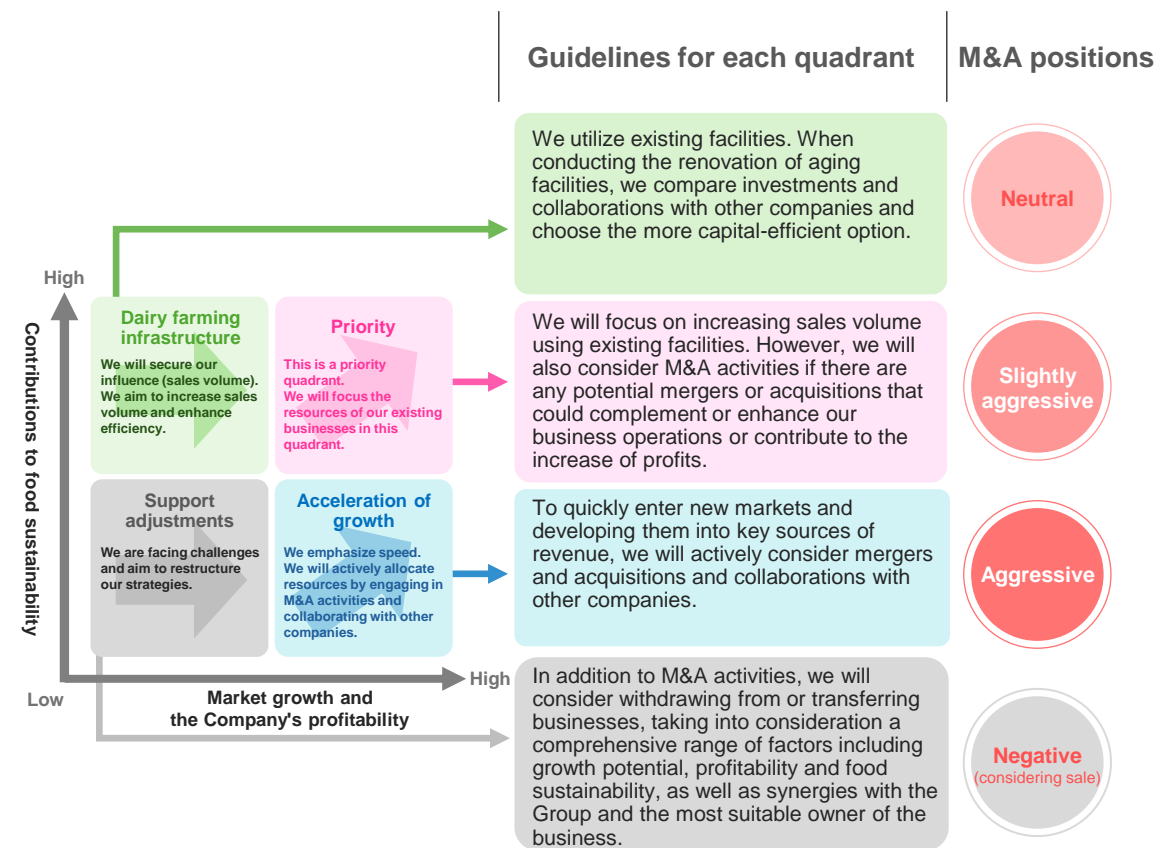 Guidelines for each quadrant
M&A positions
We utilize existing facilities. When
conducting the renovation of aging
facilities, we compare investments and
collaborations with other companies and
choose the more capital-efficient option.
Neutral
High
Contributions to food sustainability
Dairy farming
infrastructure
We will secure our
influence (sales volume).
We aim to increase sales
volume and enhance
efficiency.
Priority
This is a priority
quadrant.
We will focus the
resources of our existing
businesses in this
quadrant.
We will focus on increasing sales volume
using existing facilities. However, we will
also consider M&A activities if there are
any potential mergers or acquisitions that
could complement or enhance our
business operations or contribute to the
increase of profits.
Slightly
aggressive
Support
adjustments
We are facing challenges
and aim to restructure
our strategies.
Acceleration of
growth
We emphasize speed.
We will actively allocate
resources by engaging in
M&A activities and
collaborating with other
companies.
To quickly enter new markets and
developing them into key sources of
revenue, we will actively consider mergers
and acquisitions and collaborations with
other companies.
Aggressive
Low
Market growth and
the Company's profitability
High
In addition to M&A activities, we will
consider withdrawing from or transferring
businesses, taking into consideration a
comprehensive range of factors including
growth potential, profitability and food
sustainability, as well as synergies with the
Group and the most suitable owner of the
business.
Negative
(considering sale)